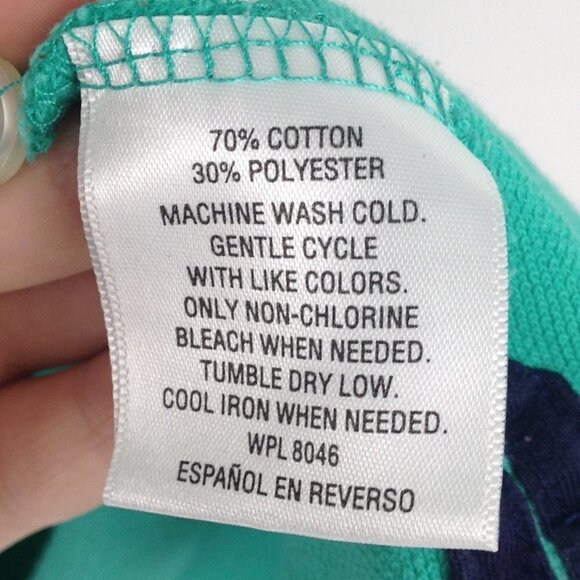 70% COTTON
30% POLYESTER
MACHINE WASH COLD.
GENTLE CYCLE
WITH LIKE COLORS.
ONLY NON-CHLORINE
BLEACH WHEN NEEDED.
TUMBLE DRY LOW.
COOL IRON WHEN NEEDED.
WPL 8046
ESPAÑOL EN REVERSO